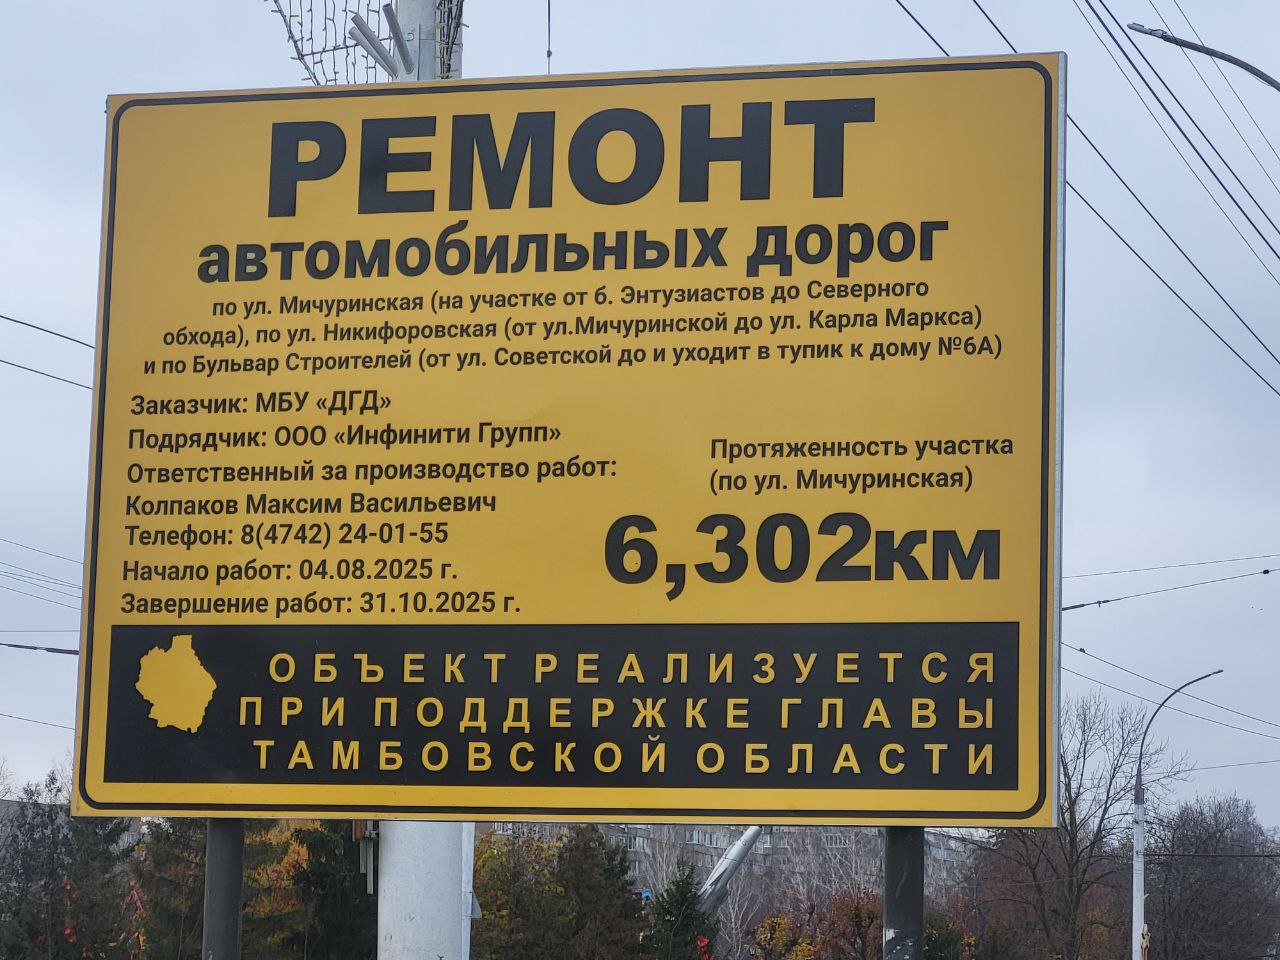 РЕМОНТ
автомобильных дорог
по ул. Мичуринская (на участке от б. Энтузиастов до Северного
обхода), по ул. Никифоровская (от ул.Мичуринской до ул. Карла Маркса)
и по Бульвар Строителей (от ул. Советской до и уходит в тупик к дому №6А)
Заказчик: МБУ «ДГД»
Подрядчик: ООО «Инфинити Групп»
Ответственный за производство работ:
Колпаков Максим Васильевич
Телефон: 8(4742) 24-01-55
Начало работ: 04.08.2025 г.
Завершение работ: 31.10.2025 г.
Протяженность участка
(по ул. Мичуринская)
6,302км
ОБЪЕКТ РЕАЛИЗУЕТСЯ
ПРИ ПОДДЕРЖКЕ ГЛАВЫ
ТАМБОВСКОЙ ОБЛАСТИ